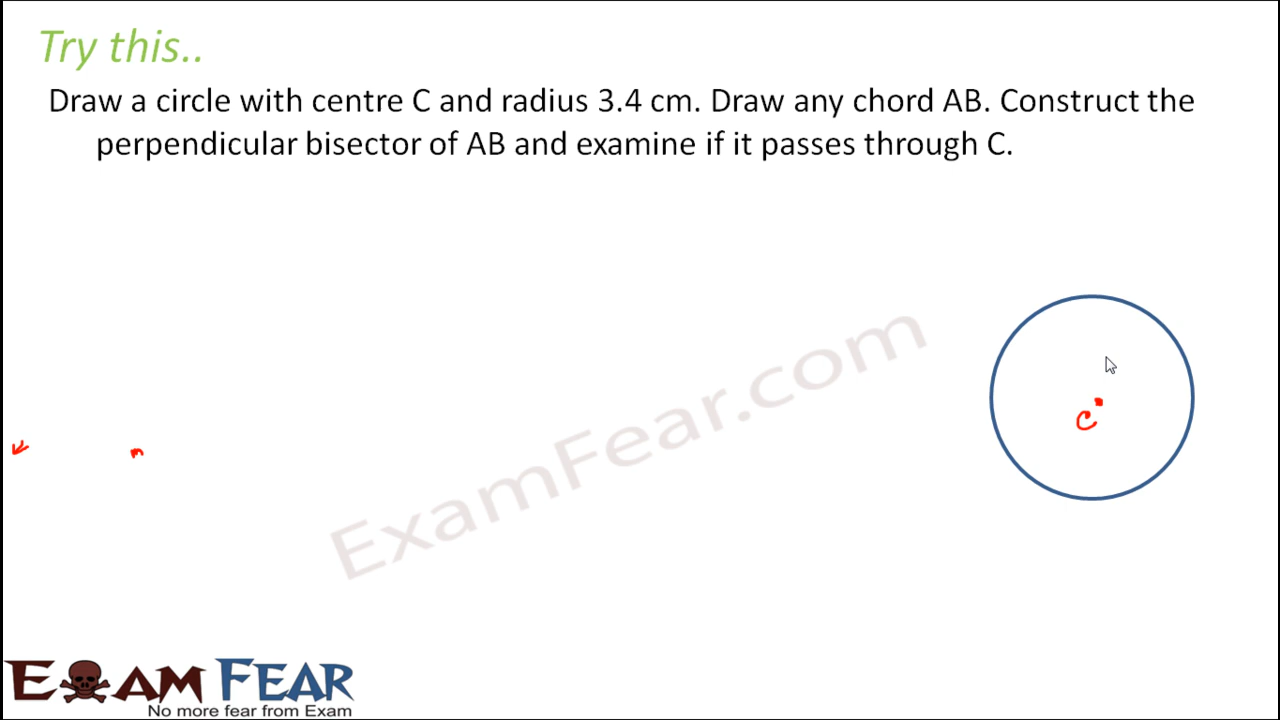 Try this..
Draw a circle with centre C and radius 3.4 cm. Draw any chord AB. Construct the
perpendicular bisector of AB and examine if it passes through C.
ExamFear.com
C
EXAM FEAR
No more fear from Exam